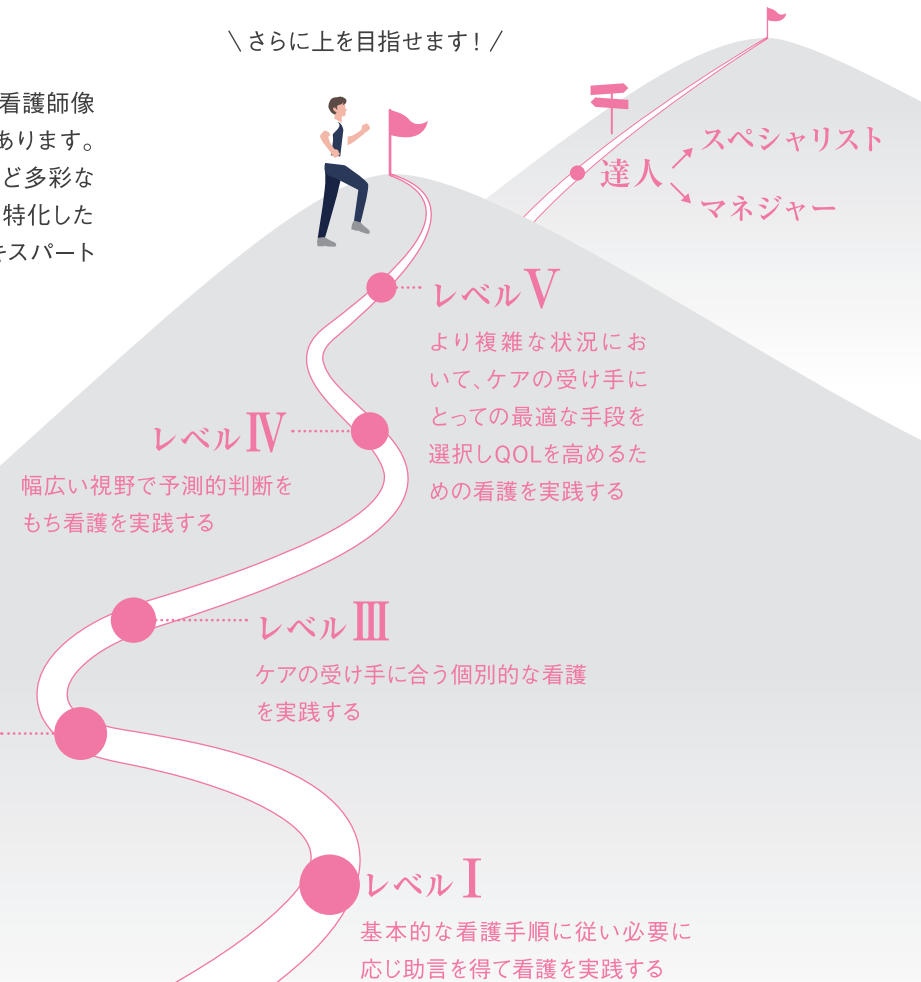 \ さらに上を目指せます! /
看護師像
あります。
ど多彩な
特化した
キスパート
達人
スペシャリスト
マネジャー
レベルⅤ
より複雑な状況にお
いて、ケアの受け手に
とっての最適な手段を
選択しQOLを高めるた
めの看護を実践する
レベルⅣ
幅広い視野で予測的判断を
もち看護を実践する
レベルⅢ
ケアの受け手に合う個別的な看護
を実践する
レベルⅠ
基本的な看護手順に従い必要に
応じ助言を得て看護を実践する